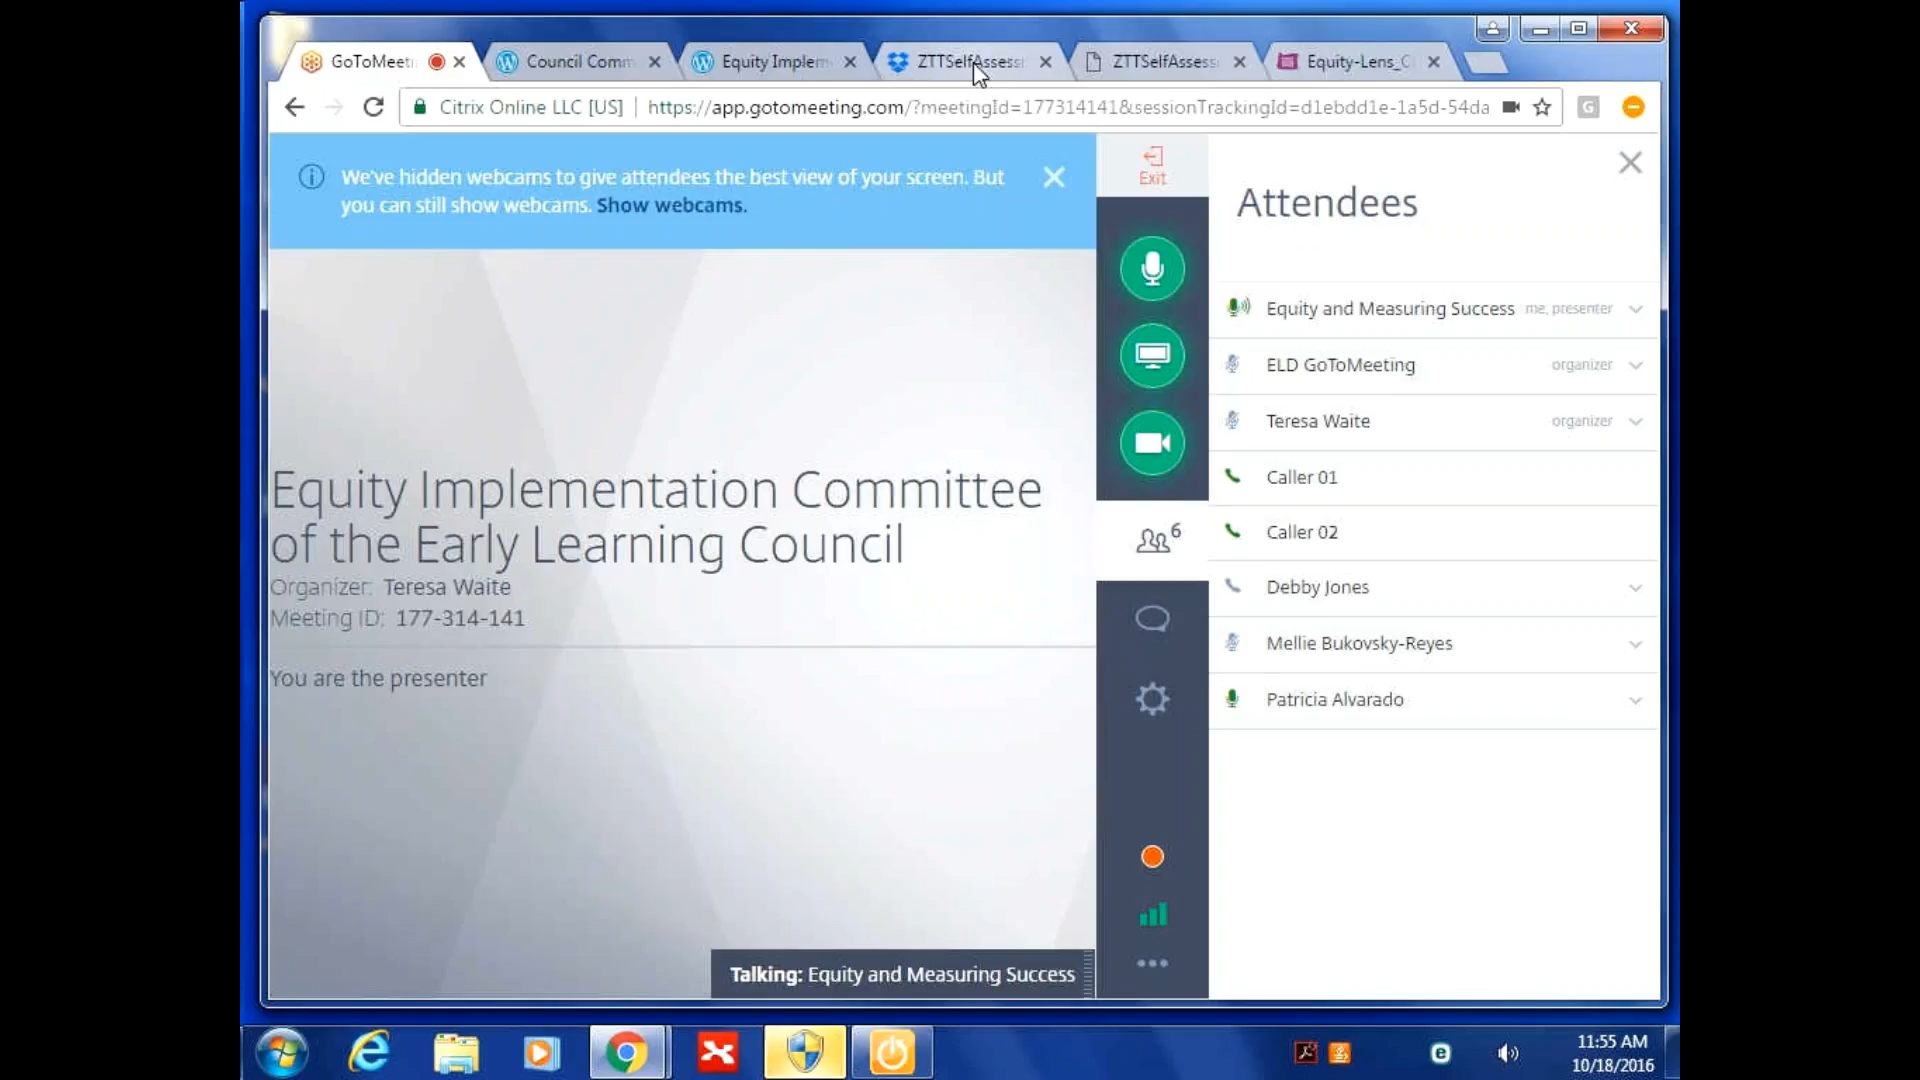 GoToMeeti
Council Comm
Equity Implem
ZTTSelfAssess
ZTTSelfAssess
Equity-Lens_C
Citrix Online LLC [US] https://app.gotomeeting.com/?meetingId=177314141&sessionTrackingId=d1ebdd1e-1a5d-54da
G
We've hidden webcams to give attendees the best view of your screen. But
you can still show webcams. Show webcams.
Exit
Attendees
Equity and Measuring Success me, presenter
ELD GoToMeeting organizer
Teresa Waite organizer
Caller 01
Caller 02
6
Debby Jones
Mellie Bukovsky-Reyes
Patricia Alvarado
Equity Implementation Committee
of the Early Learning Council
Organizer: Teresa Waite
Meeting ID: 177-314-141
You are the presenter
Talking: Equity and Measuring Success
11:55 AM
10/18/2016